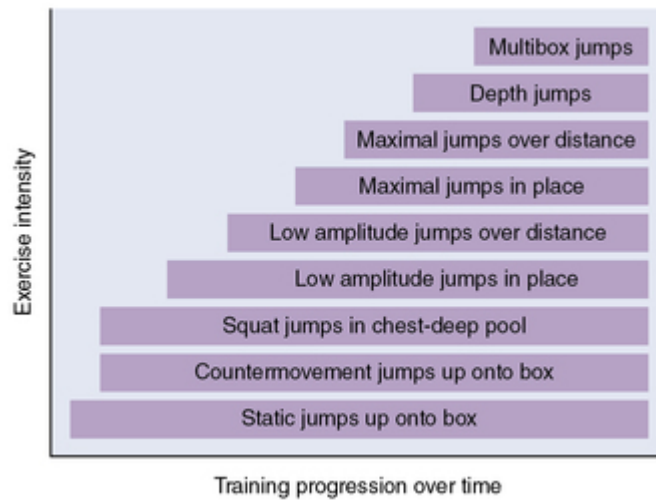 Multibox jumps
Depth jumps
Maximal jumps over distance
Maximal jumps in place
Low amplitude jumps over distance
Low amplitude jumps in place
Squat jumps in chest-deep pool
Countermovement jumps up onto box
Static jumps up onto box
Exercise intensity
Training progression over time